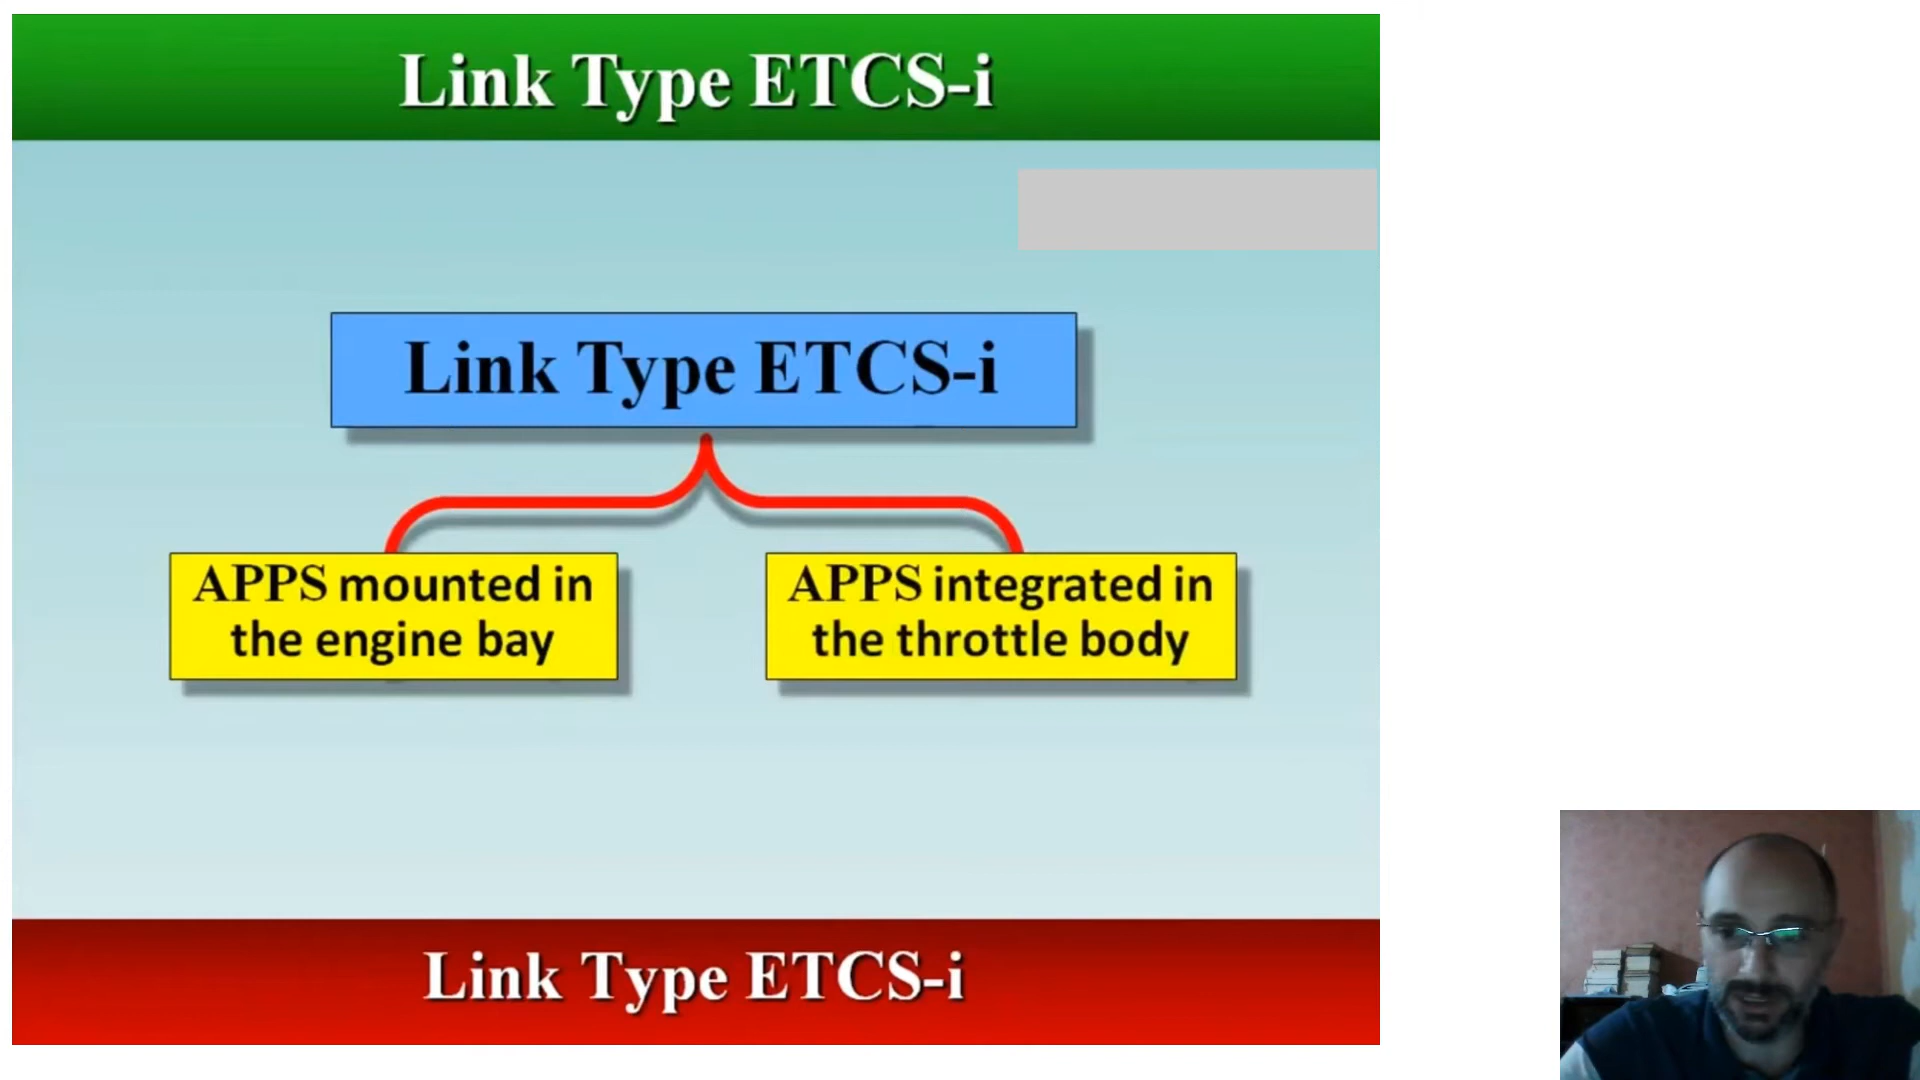 Link Type ETCS-i
Link Type ETCS-i
APPS mounted in
the engine bay
APPS integrated in
the throttle body
Link Type ETCS-i